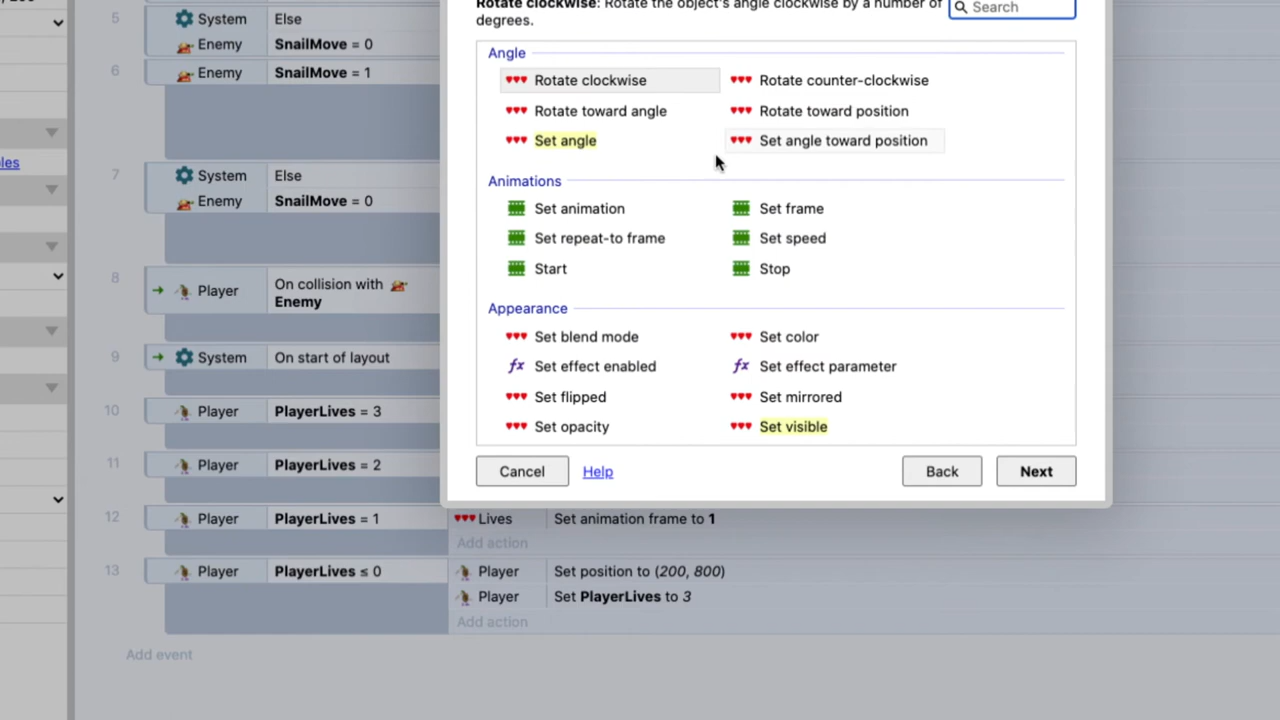 Rotate clockwise: Rotate the object's angle clockwise by a number of
degrees.
Search
5 System Else
Enemy SnailMove = 0
6 Enemy SnailMove = 1
les
7 System Else
Enemy SnailMove = 0
8 Player On collision with
Enemy
9 System On start of layout
10 Player PlayerLives = 3
11 Player PlayerLives = 2
12 Player PlayerLives = 1 Lives Set animation frame to 1
Add action
13 Player PlayerLives ≤ 0 Player Set position to (200, 800)
Player Set PlayerLives to 3
Add action
Add event
Angle
Rotate clockwise Rotate counter-clockwise
Rotate toward angle Rotate toward position
Set angle Set angle toward position
Animations
Set animation Set frame
Set repeat-to frame Set speed
Start Stop
Appearance
Set blend mode Set color
fx Set effect enabled fx Set effect parameter
Set flipped Set mirrored
Set opacity Set visible
Cancel Help Back Next